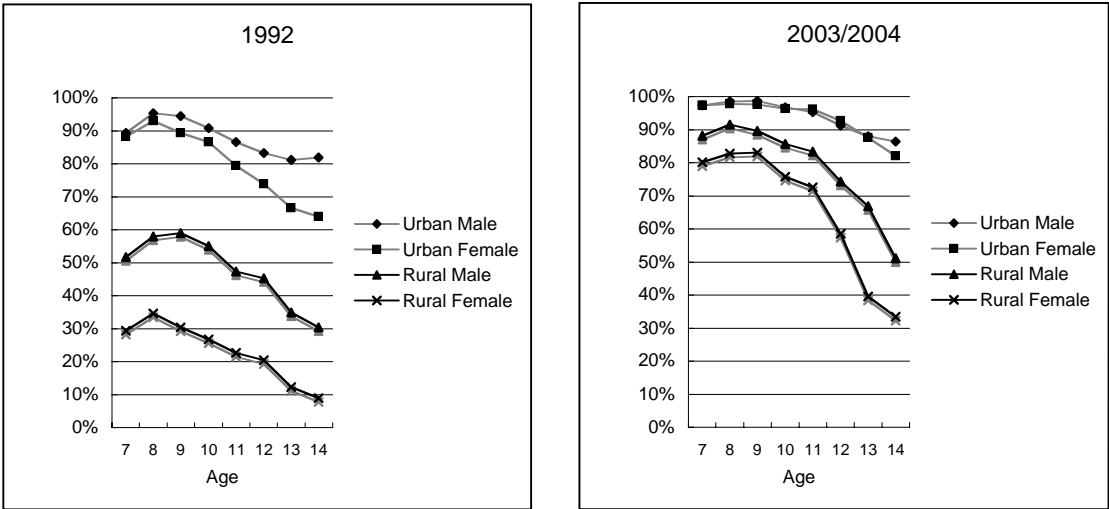 1992
100%
90%
80%
70%
60%
50%
40%
30%
20%
10%
0%
7 8 9 10 11 12 13 14
Age
Urban Male
Urban Female
Rural Male
Rural Female
2003/2004
100%
90%
80%
70%
60%
50%
40%
30%
20%
10%
0%
7 8 9 10 11 12 13 14
Age
Urban Male
Urban Female
Rural Male
Rural Female